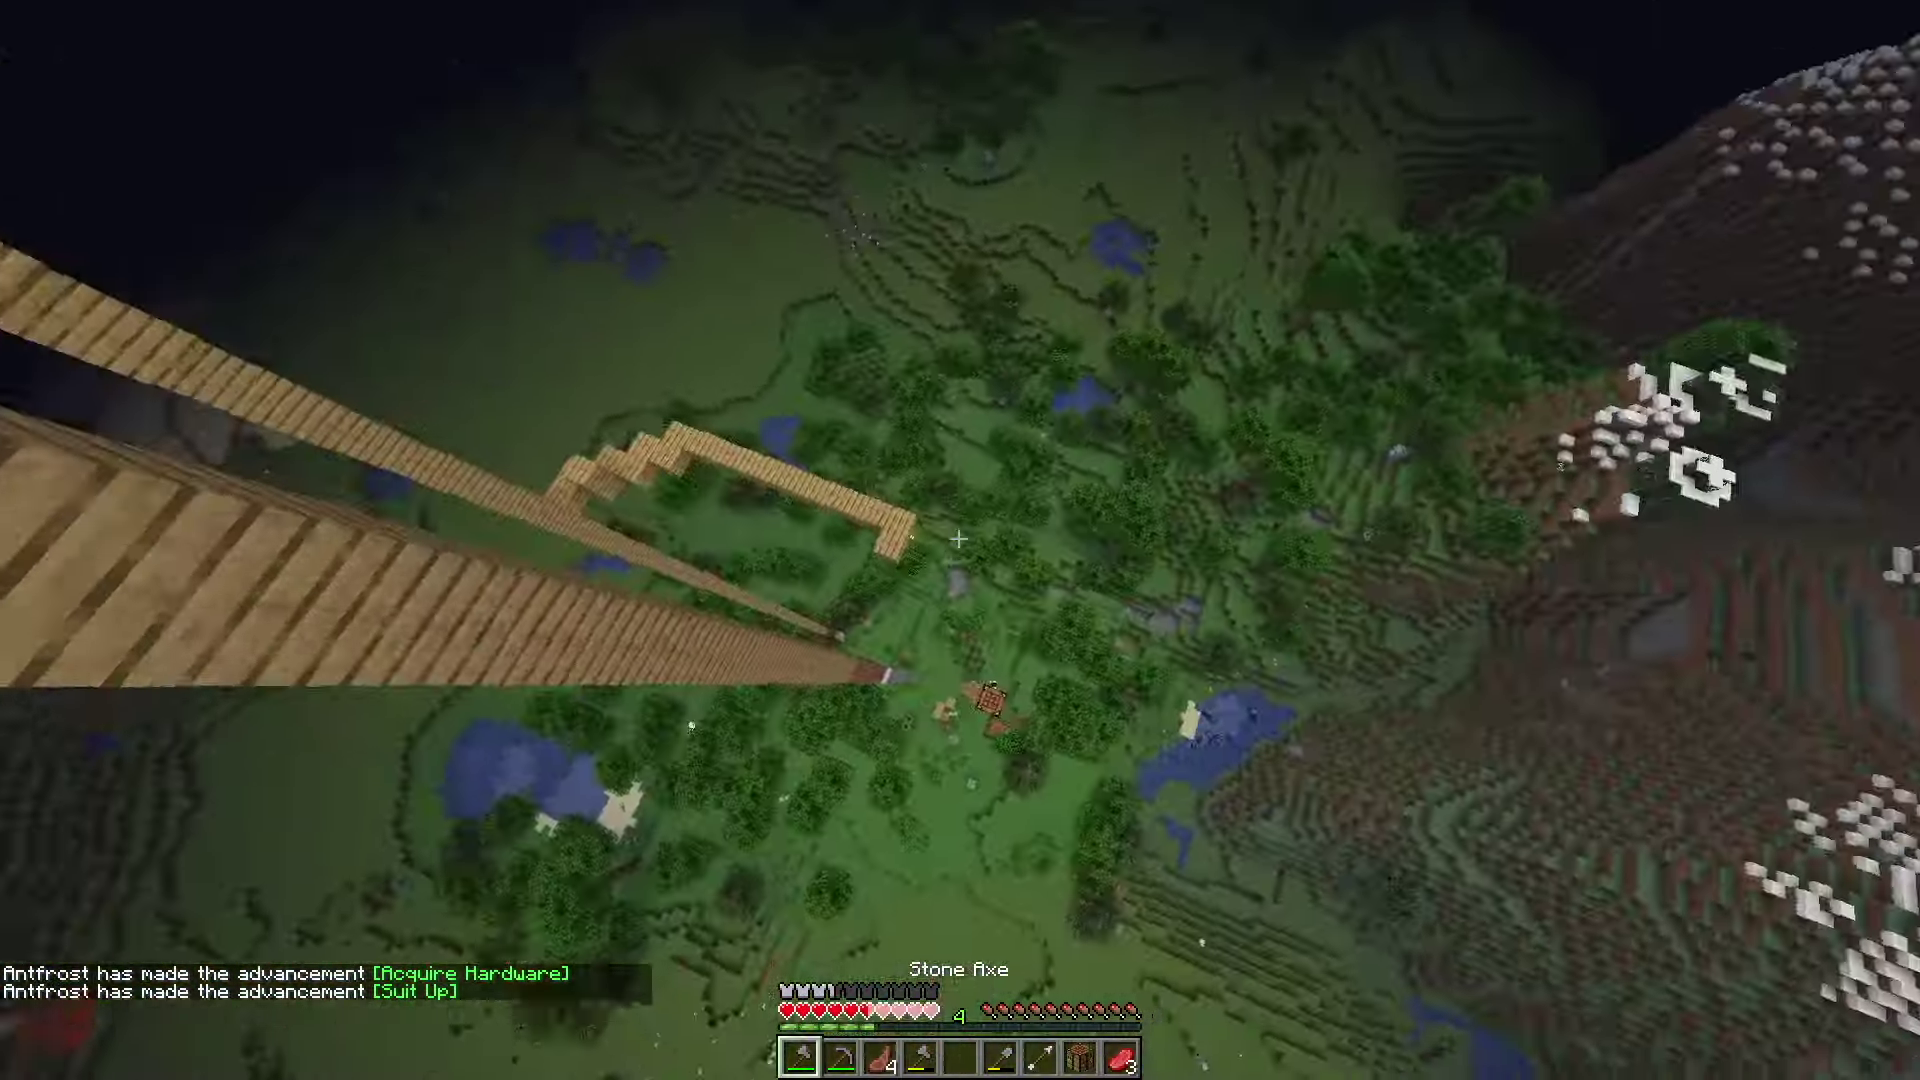 Antfrost has made the advancement [Acquire Hardware]
Antfrost has made the advancement [Suit Up]
Stone Axe
4
4
3